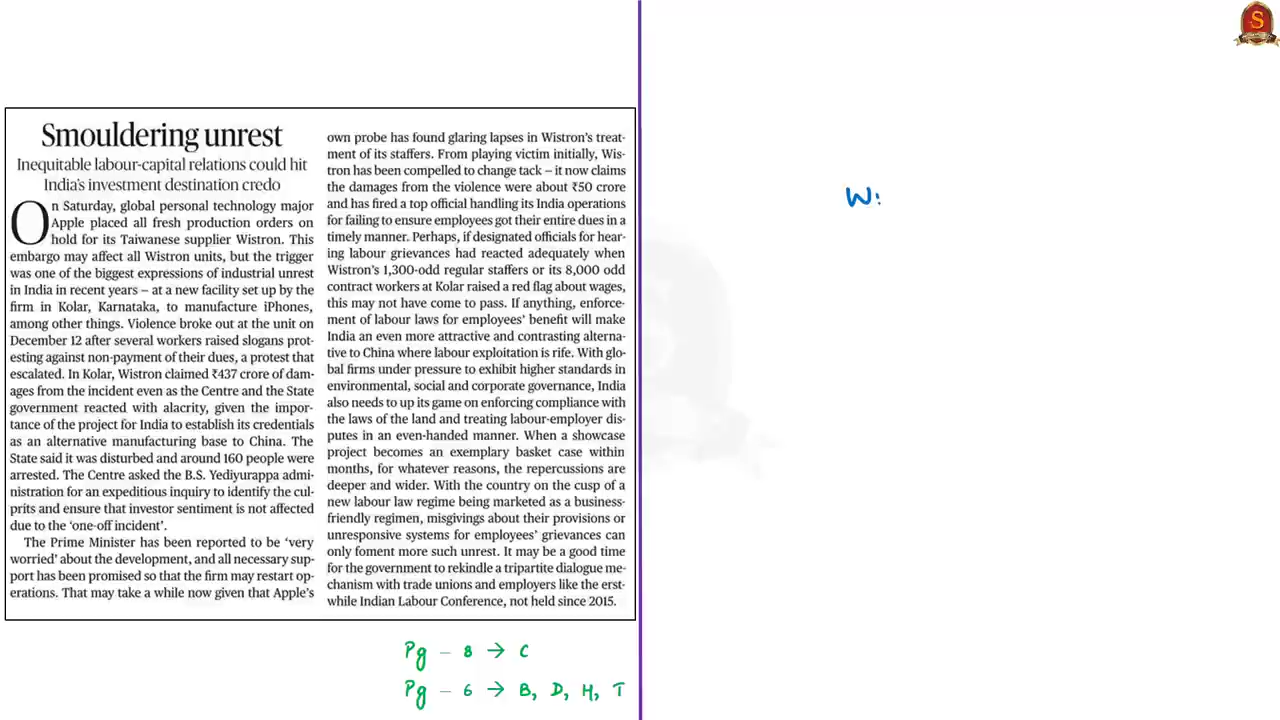 Smouldering unrest
Inequitable labour-capital relations could hit
India's investment destination credo
On Saturday, global personal technology major
Apple placed all fresh production orders on
hold for its Taiwanese supplier Wistron. This
embargo may affect all Wistron units, but the trigger
was one of the biggest expressions of industrial unrest
in India in recent years – at a new facility set up by the
firm in Kolar, Karnataka, to manufacture iPhones,
among other things. Violence broke out at the unit on
December 12 after several workers raised slogans prot-
esting against non-payment of their dues, a protest that
escalated. In Kolar, Wistron claimed ₹437 crore of dam-
ages from the incident even as the Centre and the State
government reacted with alacrity, given the impor-
tance of the project for India to establish its credentials
as an alternative manufacturing base to China. The
State said it was disturbed and around 160 people were
arrested. The Centre asked the B.S. Yediyurappa admi-
nistration for an expeditious inquiry to identify the cul-
prits and ensure that investor sentiment is not affected
due to the 'one-off incident'.
The Prime Minister has been reported to be 'very
worried' about the development, and all necessary sup-
port has been promised so that the firm may restart op-
erations. That may take a while now given that Apple's
own probe has found glaring lapses in Wistron's treat-
ment of its staffers. From playing victim initially, Wis-
tron has been compelled to change tack – it now claims
the damages from the violence were about ₹50 crore
and has fired a top official handling its India operations
for failing to ensure employees got their entire dues in a
timely manner. Perhaps, if designated officials for hear-
ing labour grievances had reacted adequately when
Wistron's 1,300-odd regular staffers or its 8,000 odd
contract workers at Kolar raised a red flag about wages,
this may not have come to pass. If anything, enforce-
ment of labour laws for employees' benefit will make
India an even more attractive and contrasting alterna-
tive to China where labour exploitation is rife. With glo-
bal firms under pressure to exhibit higher standards in
environmental, social and corporate governance, India
also needs to up its game on enforcing compliance with
the laws of the land and treating labour-employer dis-
putes in an even-handed manner. When a showcase
project becomes an exemplary basket case within
months, for whatever reasons, the repercussions are
deeper and wider. With the country on the cusp of a
new labour law regime being marketed as a business-
friendly regimen, misgivings about their provisions or
unresponsive systems for employees' grievances can
only foment more such unrest. It may be a good time
for the government to rekindle a tripartite dialogue me-
chanism with trade unions and employers like the erst-
while Indian Labour Conference, not held since 2015.
Pg – 8 → C
Pg – 6 → B, D, H, T
Wi
S